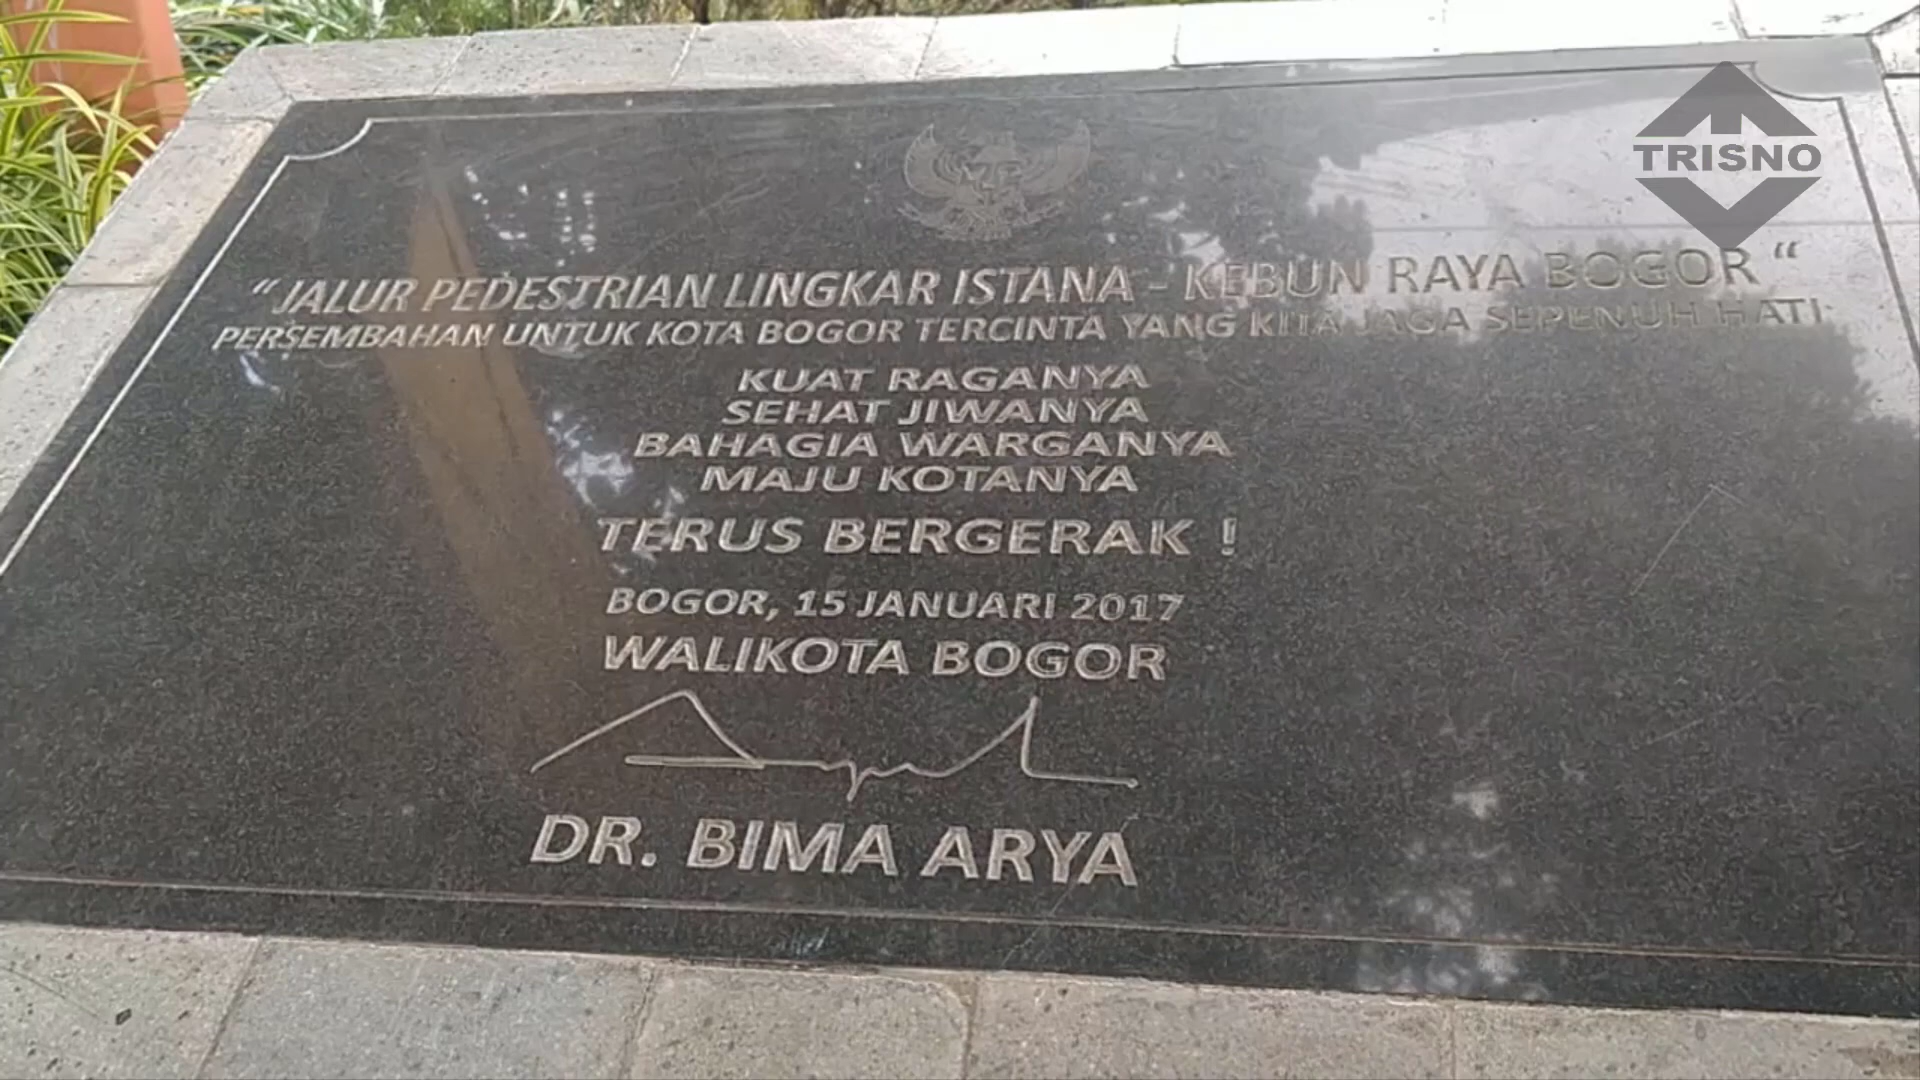 TRISNO
" JALUR PEDESTRIAN LINGKAR ISTANA - KEBUN RAYA BOGOR "
PERSEMBAHAN UNTUK KOTA BOGOR TERCINTA YANG KITA JAGA SEPENUH HATI
KUAT RAGANYA
SEHAT JIWANYA
BAHAGIA WARGANYA
MAJU KOTANYA
TERUS BERGERAK !
BOGOR, 15 JANUARI 2017
WALIKOTA BOGOR
DR. BIMA ARYA